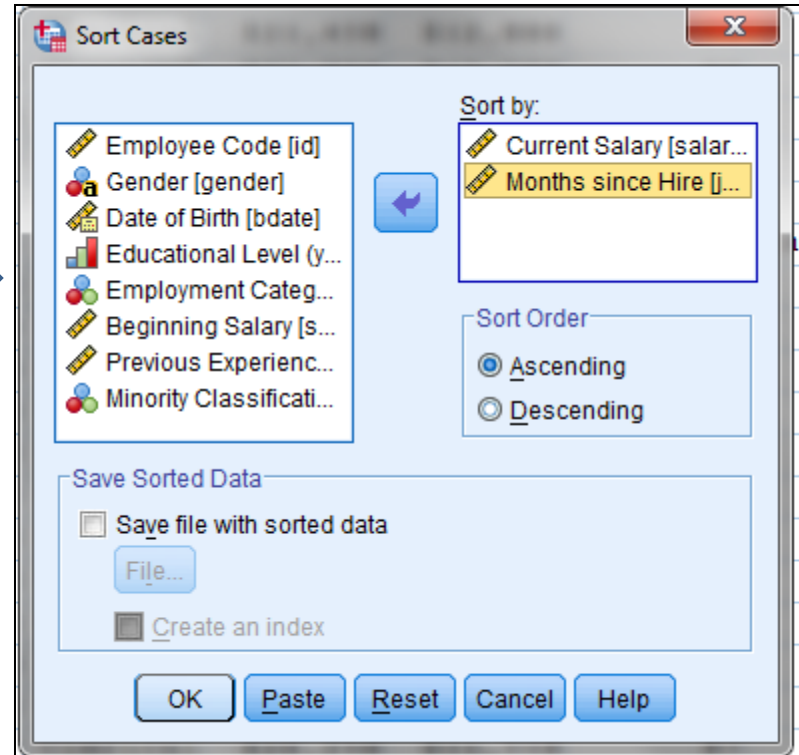 Sort Cases
Employee Code [id]
Gender [gender]
Date of Birth [bdate]
Educational Level (y...
Employment Categ...
Beginning Salary [s...
Previous Experienc...
Minority Classificati...
Sort by:
Current Salary [salar...
Months since Hire [j...
Sort Order
Ascending
Descending
Save Sorted Data
Save file with sorted data
File...
Create an index
OK Paste Reset Cancel Help